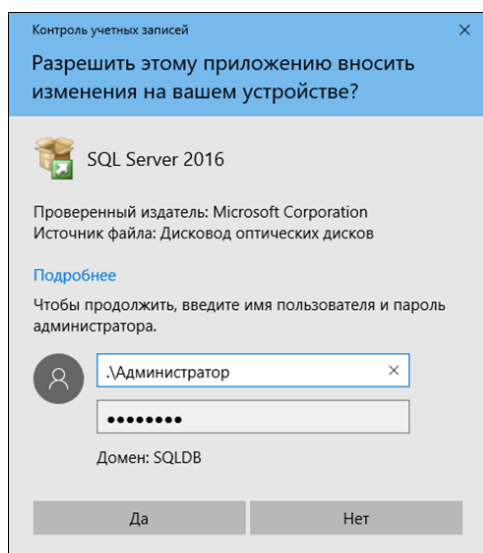 Контроль учетных записей
Разрешить этому приложению вносить
изменения на вашем устройстве?
SQL Server 2016
Проверенный издатель: Microsoft Corporation
Источник файла: Дисковод оптических дисков
Подробнее
Чтобы продолжить, введите имя пользователя и пароль
администратора.
.\Администратор
••••••••
Домен: SQLDB
Да
Нет